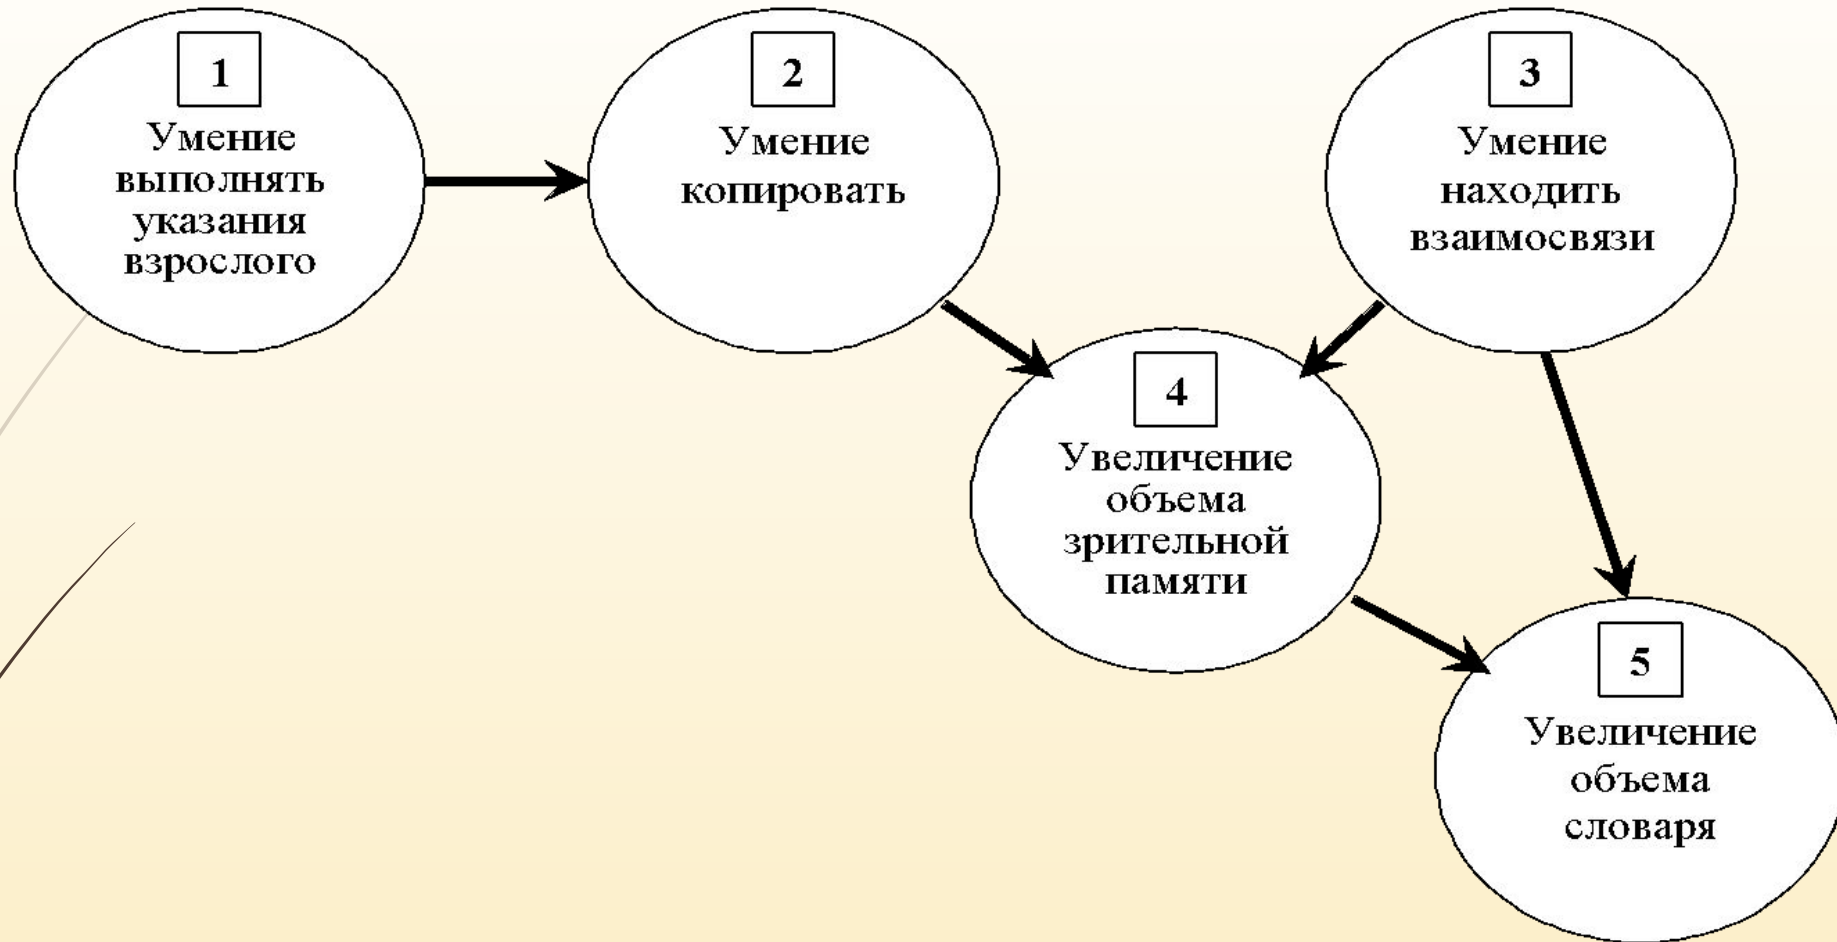 1
Умение
выполнять
указания
взрослого
2
Умение
копировать
3
Умение
находить
взаимосвязи
4
Увеличение
объема
зрительной
памяти
5
Увеличение
объема
словаря